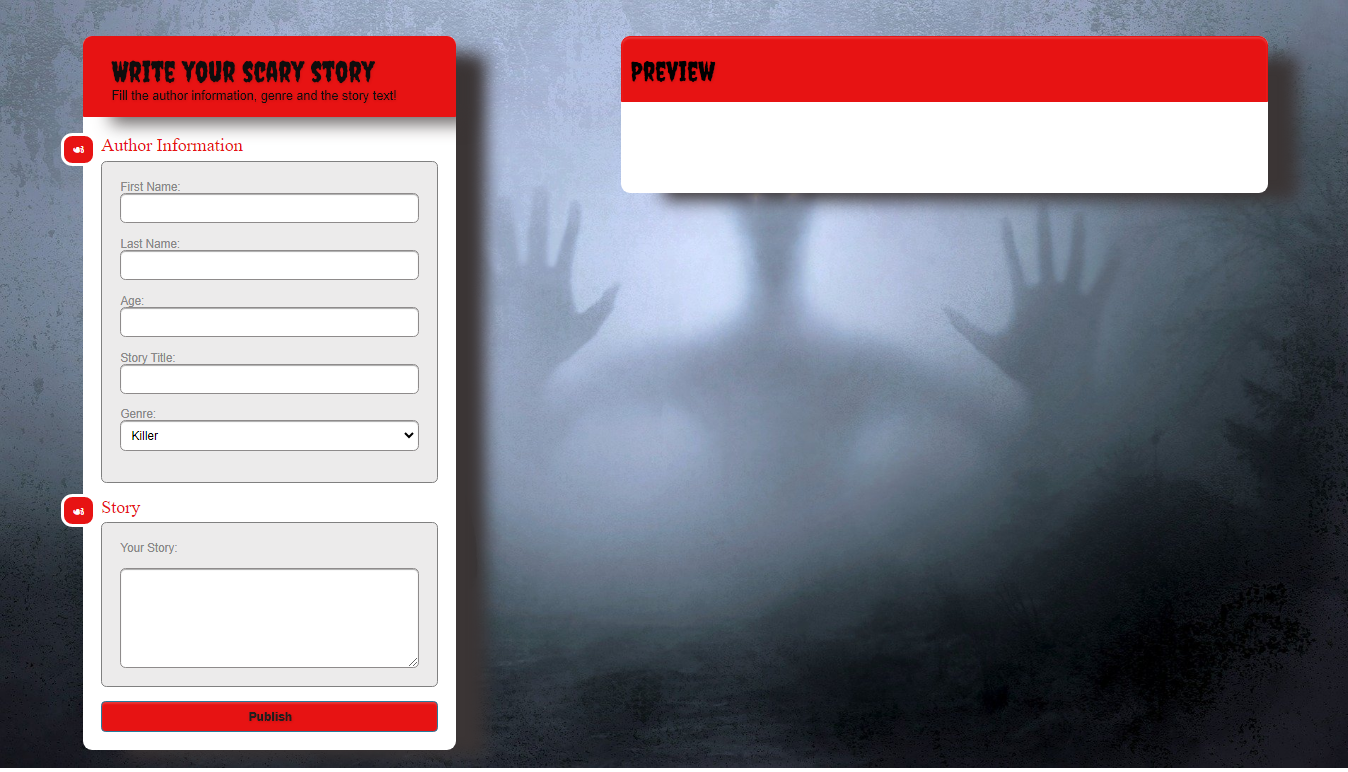 WRITE YOUR SCARY STORY
Fill the author information, genre and the story text!
Author Information
First Name:
Last Name:
Age:
Story Title:
Genre:
Killer
Story
Your Story:
Publish
PREVIEW